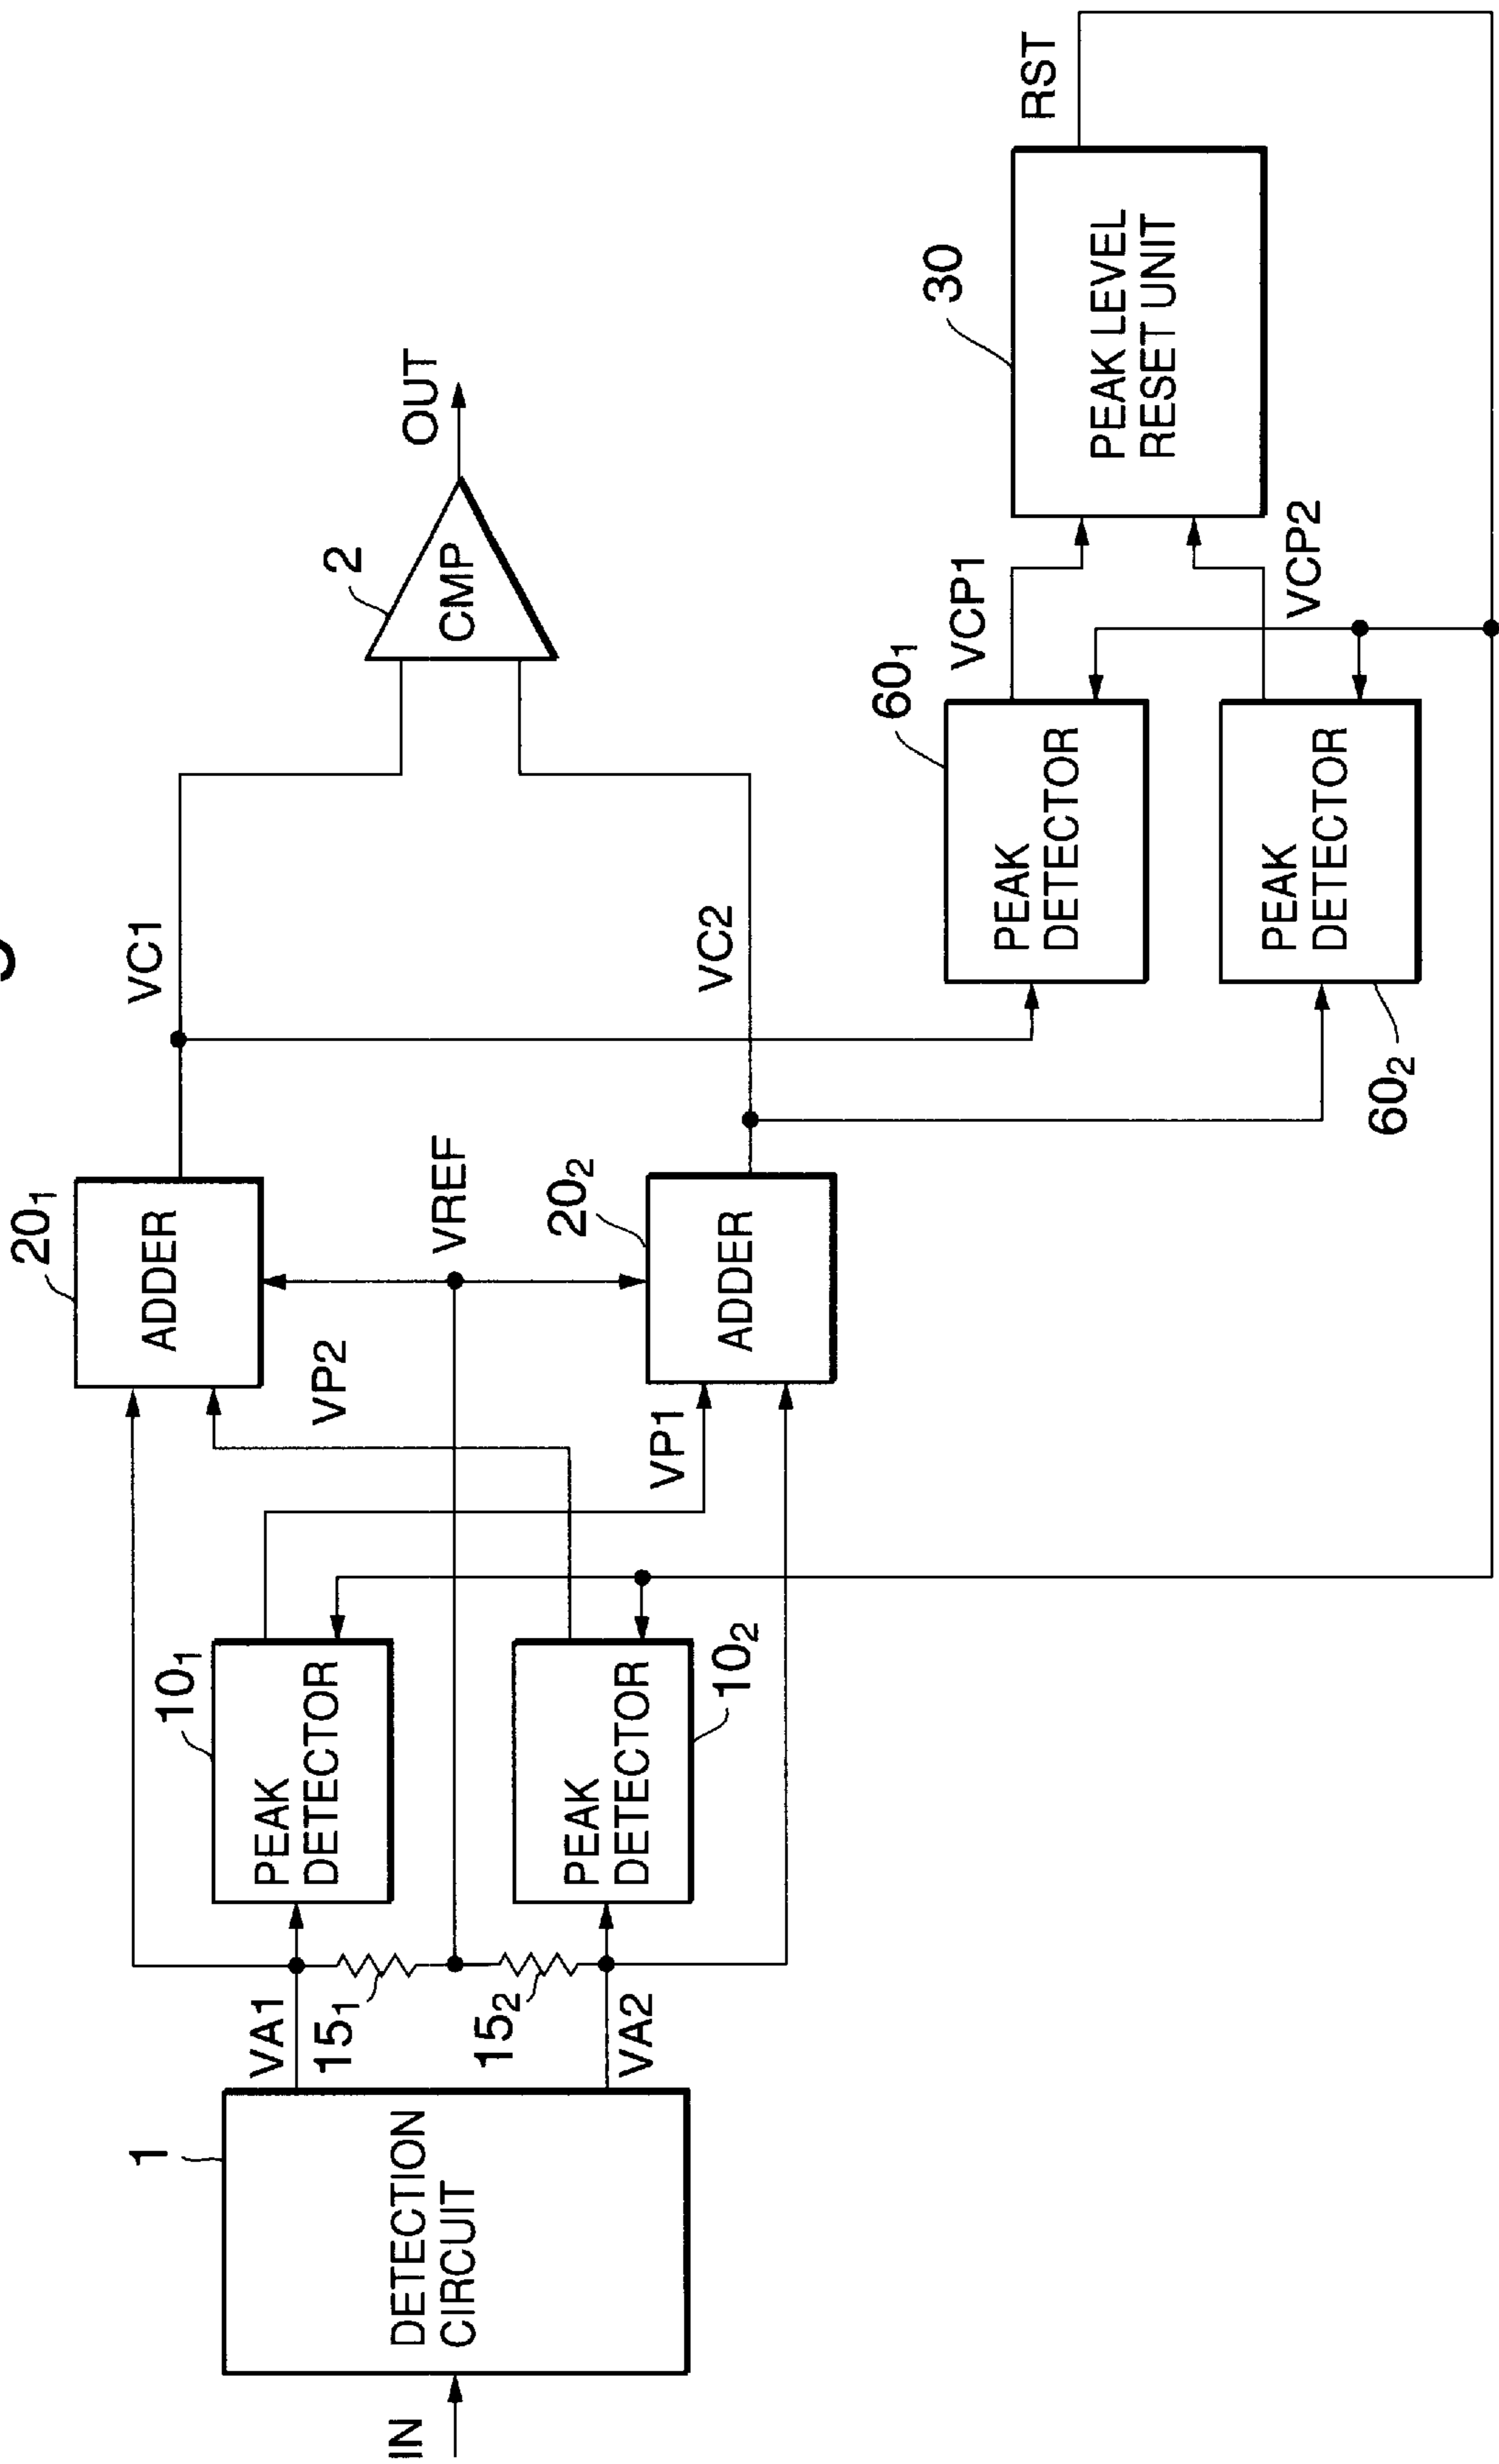 IN
1
DETECTION
CIRCUIT
VA1
VA2
15₁
15₂
10₁
PEAK
DETECTOR
PEAK
DETECTOR
10₂
VP2
VP1
VREF
20₁
ADDER
20₂
ADDER
VC1
VC2
2
CMP
OUT
60₁
PEAK
DETECTOR
PEAK
DETECTOR
60₂
VCP1
VCP2
30
PEAK LEVEL
RESET UNIT
RST